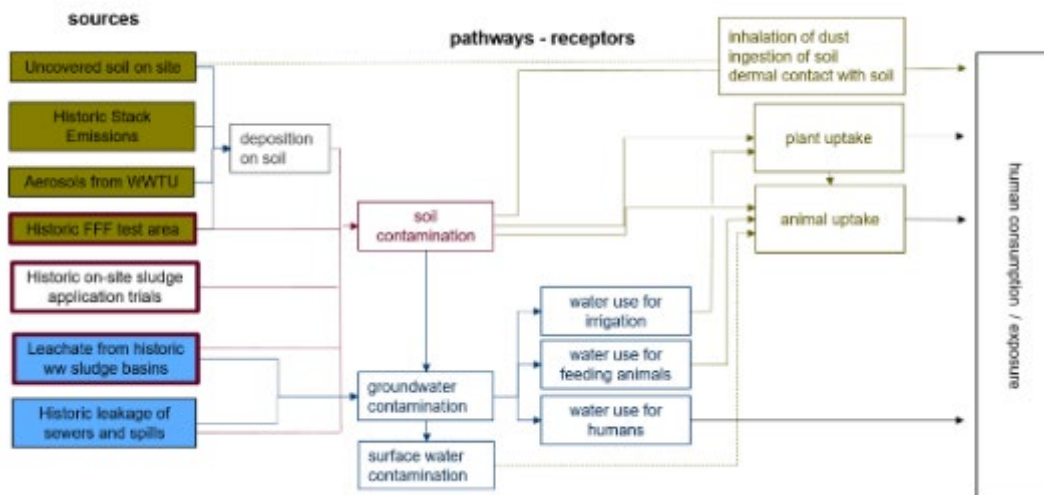 sources
pathways - receptors
Uncovered soil on site
Historic Stack
Emissions
Aerosols from WWTU
Historic FFF test area
Historic on-site sludge
application trials
Leachate from historic
ww sludge basins
Historic leakage of
sewers and spills
deposition
on soil
soil
contamination
groundwater
contamination
surface water
contamination
water use for
irrigation
water use for
feeding animals
water use for
humans
inhalation of dust
ingestion of soil
dermal contact with soil
plant uptake
animal uptake
human consumption / exposure